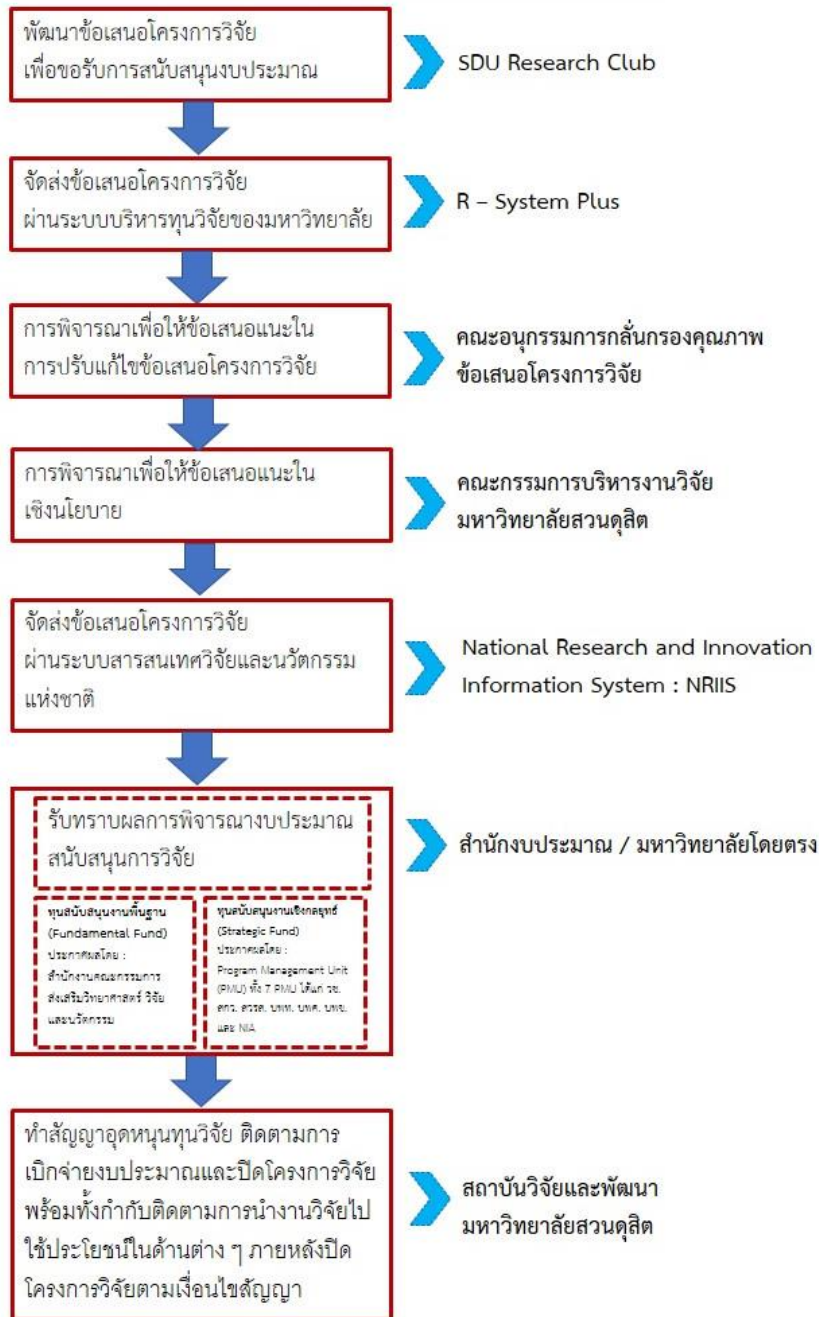 พัฒนาข้อเสนอโครงการวิจัย
เพื่อขอรับการสนับสนุนงบประมาณ
SDU Research Club
จัดส่งข้อเสนอโครงการวิจัย
ผ่านระบบบริหารทุนวิจัยของมหาวิทยาลัย
R – System Plus
การพิจารณาเพื่อให้ข้อเสนอแนะใน
การปรับแก้ไขข้อเสนอโครงการวิจัย
คณะอนุกรรมการกลั่นกรองคุณภาพ
ข้อเสนอโครงการวิจัย
การพิจารณาเพื่อให้ข้อเสนอแนะใน
เชิงนโยบาย
คณะกรรมการบริหารงานวิจัย
มหาวิทยาลัยสวนดุสิต
จัดส่งข้อเสนอโครงการวิจัย
ผ่านระบบสารสนเทศวิจัยและนวัตกรรม
แห่งชาติ
National Research and Innovation
Information System : NRIIS
รับทราบผลการพิจารณางบประมาณ
สนับสนุนการวิจัย
สำนักงบประมาณ / มหาวิทยาลัยโดยตรง
ทุนสนับสนุนงานพื้นฐาน
(Fundamental Fund)
ประกาศผลโดย :
สำนักงานคณะกรรมการ
ส่งเสริมวิทยาศาสตร์ วิจัย
และนวัตกรรม
ทุนสนับสนุนงานเชิงกลยุทธ์
(Strategic Fund)
ประกาศผลโดย :
Program Management Unit
(PMU) ทั้ง 7 PMU ได้แก่ วช.
สกว. สวรส. บพท. บพค. บพข.
และ NIA
ทำสัญญาอุดหนุนทุนวิจัย ติดตามการ
เบิกจ่ายงบประมาณและปิดโครงการวิจัย
พร้อมทั้งกำกับติดตามการนำงานวิจัยไป
ใช้ประโยชน์ในด้านต่าง ๆ ภายหลังปิด
โครงการวิจัยตามเงื่อนไขสัญญา
สถาบันวิจัยและพัฒนา
มหาวิทยาลัยสวนดุสิต